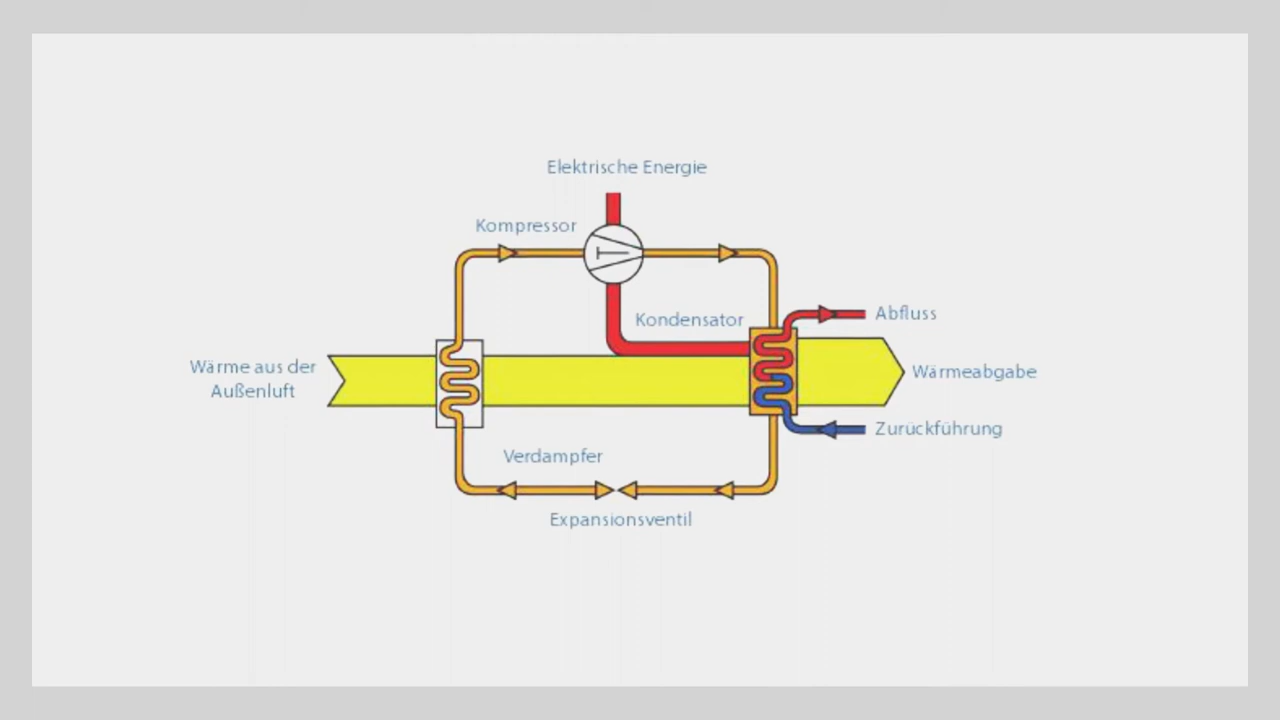 Elektrische Energie
Kompressor
Kondensator
Abfluss
Wärme aus der
Außenluft
Wärmeabgabe
Zurückführung
Verdampfer
Expansionsventil